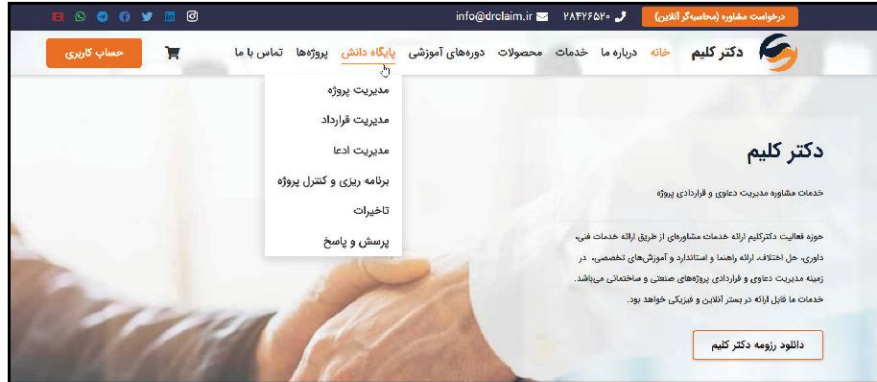 درخواست مشاوره (محاسبه‌گر آنلاین) ۲۸۴۲۶۵۲۰ info@drclaim.ir
دکتر کلیم خانه درباره ما خدمات محصولات دوره‌های آموزشی پایگاه دانش پروژه‌ها تماس با ما حساب کاربری
مدیریت پروژه
مدیریت قرارداد
مدیریت ادعا
برنامه ریزی و کنترل پروژه
تاخیرات
پرسش و پاسخ
دکتر کلیم
خدمات مشاوره مدیریت دعاوی و قراردادی پروژه
حوزه فعالیت دکترکلیم ارائه خدمات مشاوره‌ای از طریق ارائه خدمات فنی،
داوری، حل اختلاف، ارائه راهنما و استاندارد و آموزش‌های تخصصی، در
زمینه مدیریت دعاوی و قراردادی پروژه‌های صنعتی و ساختمانی می‌باشد.
خدمات ما قابل ارائه در بستر آنلاین و فیزیکی خواهد بود.
دانلود رزومه دکتر کلیم